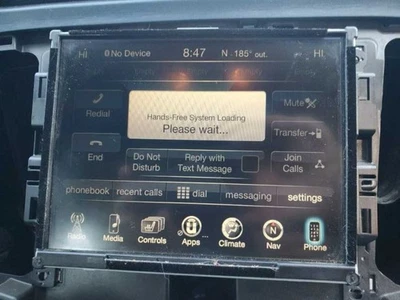 HI No Device 8:47 N 185° out. HI
Hands-Free System Loading
Please wait...
Redial
Mute
Transfer
End
Do Not Disturb
Reply with Text Message
Join Calls
phonebook recent calls dial messaging settings
Radio Media Controls Apps Climate Nav Phone
N